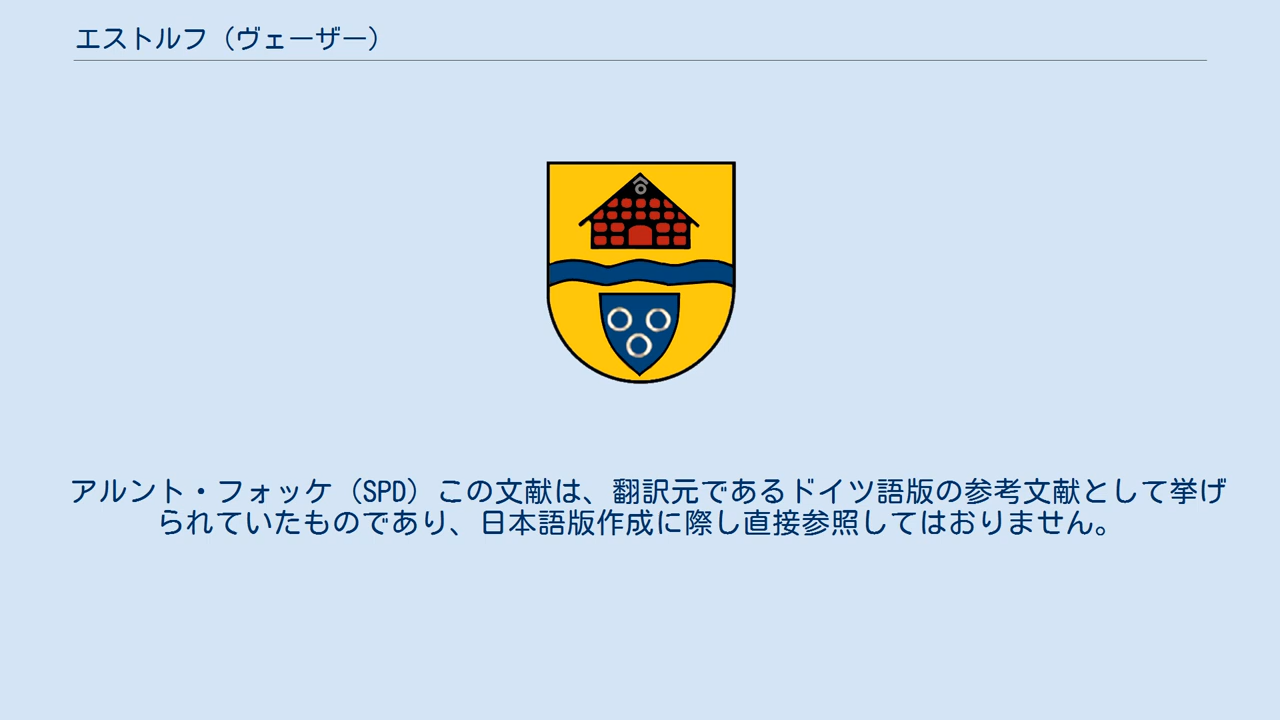 エストルフ（ヴェーザー）
アルント・フォッケ（SPD）この文献は、翻訳元であるドイツ語版の参考文献として挙げ
られていたものであり、日本語版作成に際し直接参照してはおりません。